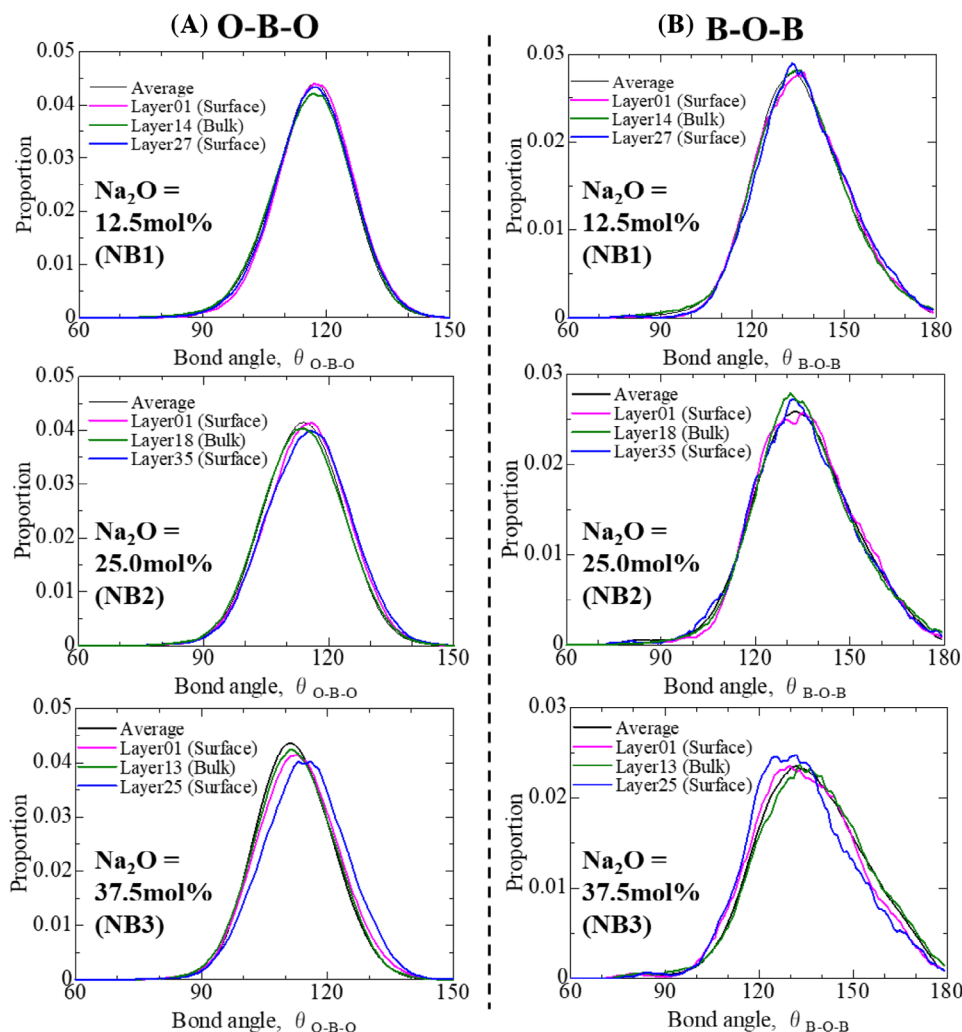 (A) O-B-O
(B) B-O-B
0.05
0.04
0.03
0.02
0.01
0
Proportion
Average
Layer01 (Surface)
Layer14 (Bulk)
Layer27 (Surface)
Na₂O =
12.5mol%
(NB1)
60 90 120 150
Bond angle, θ O-B-O
0.03
0.02
0.01
0
Proportion
Average
Layer01 (Surface)
Layer14 (Bulk)
Layer27 (Surface)
Na₂O =
12.5mol%
(NB1)
60 90 120 150 180
Bond angle, θ B-O-B
0.05
0.04
0.03
0.02
0.01
0
Proportion
Average
Layer01 (Surface)
Layer18 (Bulk)
Layer35 (Surface)
Na₂O =
25.0mol%
(NB2)
60 90 120 150
Bond angle, θ O-B-O
0.03
0.02
0.01
0
Proportion
Average
Layer01 (Surface)
Layer18 (Bulk)
Layer35 (Surface)
Na₂O =
25.0mol%
(NB2)
60 90 120 150 180
Bond angle, θ B-O-B
0.05
0.04
0.03
0.02
0.01
0
Proportion
Average
Layer01 (Surface)
Layer13 (Bulk)
Layer25 (Surface)
Na₂O =
37.5mol%
(NB3)
60 90 120 150
Bond angle, θ O-B-O
0.03
0.02
0.01
0
Proportion
Average
Layer01 (Surface)
Layer13 (Bulk)
Layer25 (Surface)
Na₂O =
37.5mol%
(NB3)
60 90 120 150 180
Bond angle, θ B-O-B